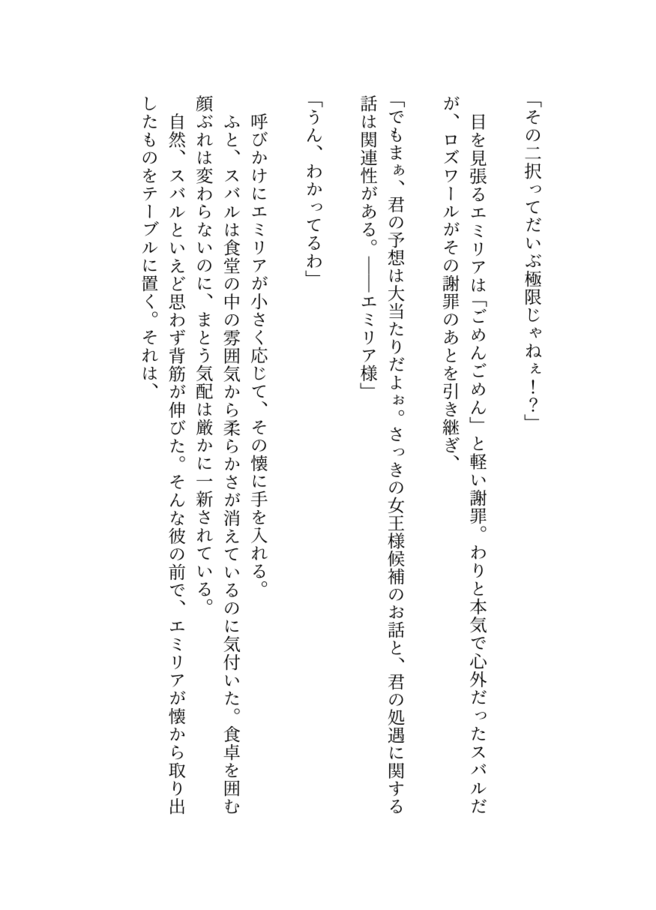 「その二択ってだいぶ極限じゃねぇ！？」
　目を見張るエミリアは「ごめんごめん」と軽い謝罪。わりと本気で心外だったスバルだ
が、ロズワールがその謝罪のあとを引き継ぎ、
「でもまぁ、君の予想は大当たりだよぉ。さっきの女王様候補のお話と、君の処遇に関する
話は関連性がある。――エミリア様」
「うん、わかってるわ」
　呼びかけにエミリアが小さく応じて、その懐に手を入れる。
　ふと、スバルは食堂の中の雰囲気から柔らかさが消えているのに気付いた。食卓を囲む
顔ぶれは変わらないのに、まとう気配は厳かに一新されている。
　自然、スバルといえど思わず背筋が伸びた。そんな彼の前で、エミリアが懐から取り出
したものをテーブルに置く。それは、